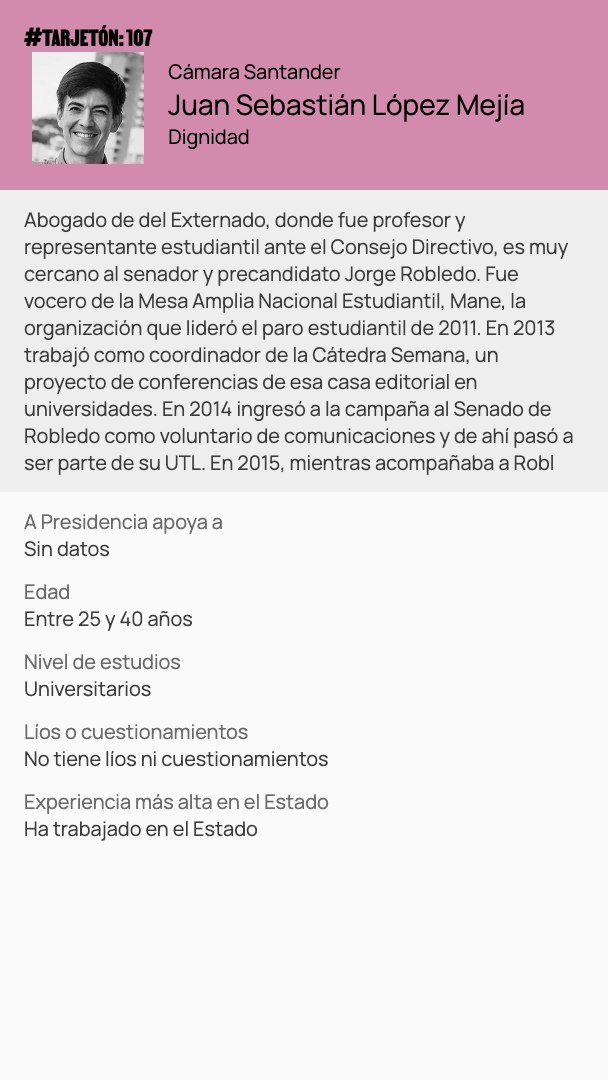 #TARJETÓN: 107
Cámara Santander
Juan Sebastián López Mejía
Dignidad
Abogado de del Externado, donde fue profesor y
representante estudiantil ante el Consejo Directivo, es muy
cercano al senador y precandidato Jorge Robledo. Fue
vocero de la Mesa Amplia Nacional Estudiantil, Mane, la
organización que lideró el paro estudiantil de 2011. En 2013
trabajó como coordinador de la Cátedra Semana, un
proyecto de conferencias de esa casa editorial en
universidades. En 2014 ingresó a la campaña al Senado de
Robledo como voluntario de comunicaciones y de ahí pasó a
ser parte de su UTL. En 2015, mientras acompañaba a Robl
A Presidencia apoya a
Sin datos
Edad
Entre 25 y 40 años
Nivel de estudios
Universitarios
Líos o cuestionamientos
No tiene líos ni cuestionamientos
Experiencia más alta en el Estado
Ha trabajado en el Estado